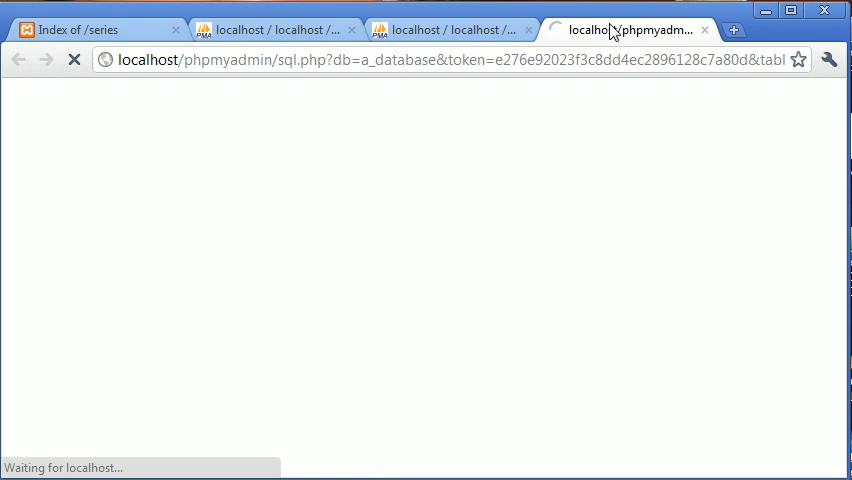 Index of /series
localhost / localhost /...
localhost / localhost /...
localhost/phpmyadm...
localhost/phpmyadmin/sql.php?db=a_database&token=e276e92023f3c8dd4ec2896128c7a80d&tabl
Waiting for localhost...